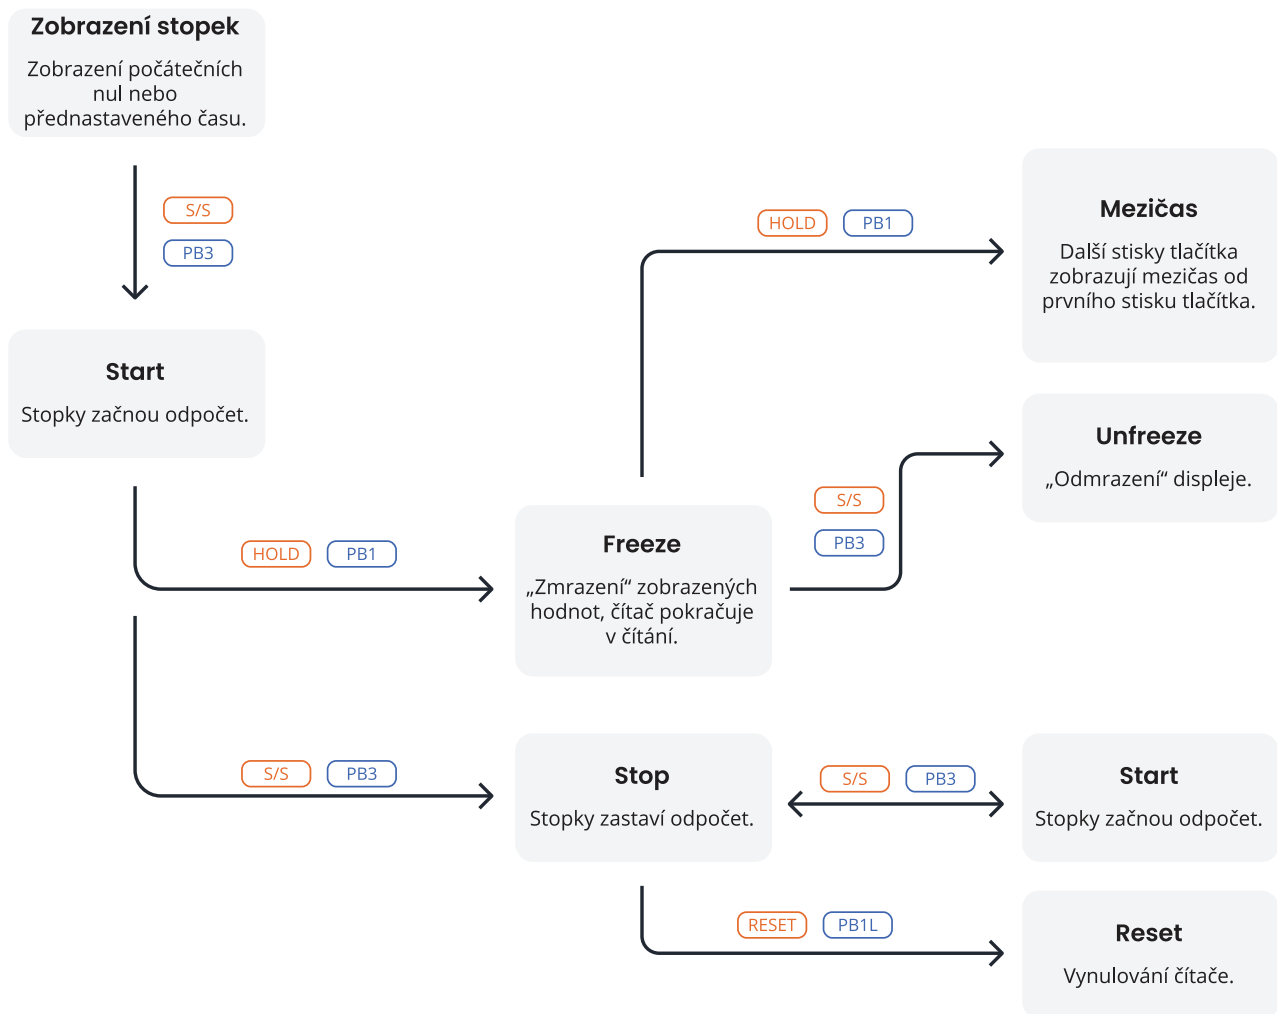 Zobrazení stopek
Zobrazení počátečních
nul nebo
přednastaveného času.
S/S
PB3
Start
Stopky začnou odpočet.
HOLD PB1
Freeze
„Zmrazení“ zobrazených
hodnot, čítač pokračuje
v čítání.
HOLD PB1
Mezičas
Další stisky tlačítka
zobrazují mezičas od
prvního stisku tlačítka.
S/S
PB3
Unfreeze
„Odmrazení“ displeje.
S/S PB3
Stop
Stopky zastaví odpočet.
S/S PB3
Start
Stopky začnou odpočet.
RESET PB1L
Reset
Vynulování čítače.